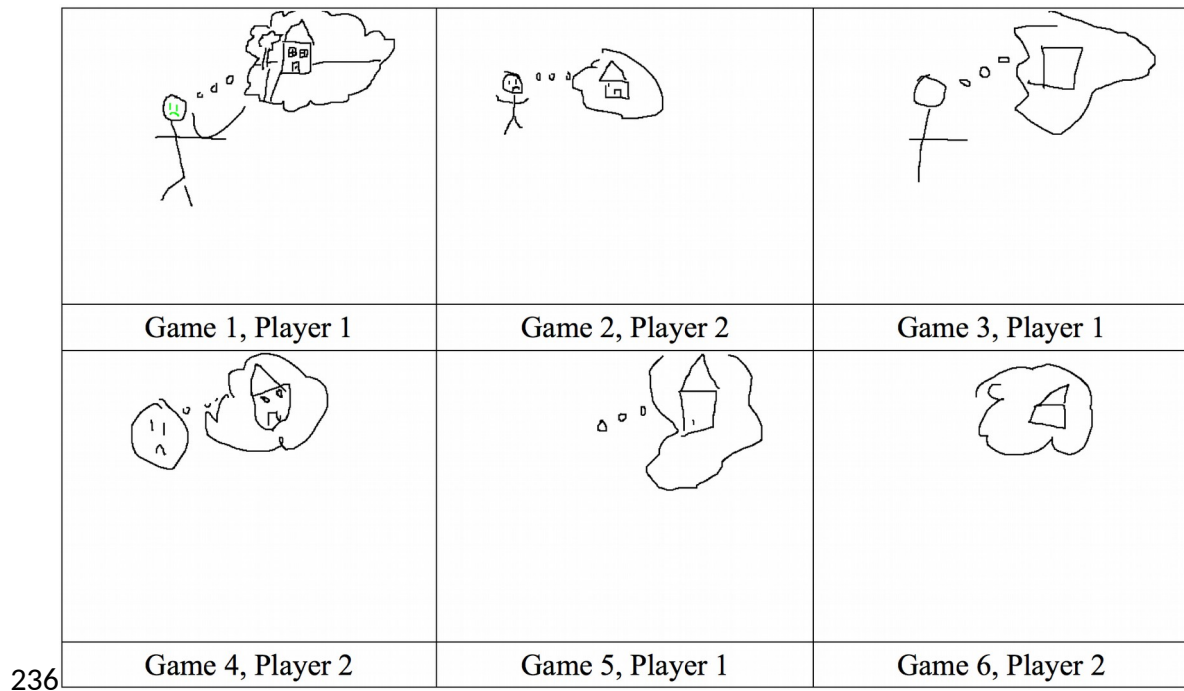 Game 1, Player 1
Game 2, Player 2
Game 3, Player 1
Game 4, Player 2
Game 5, Player 1
Game 6, Player 2
236